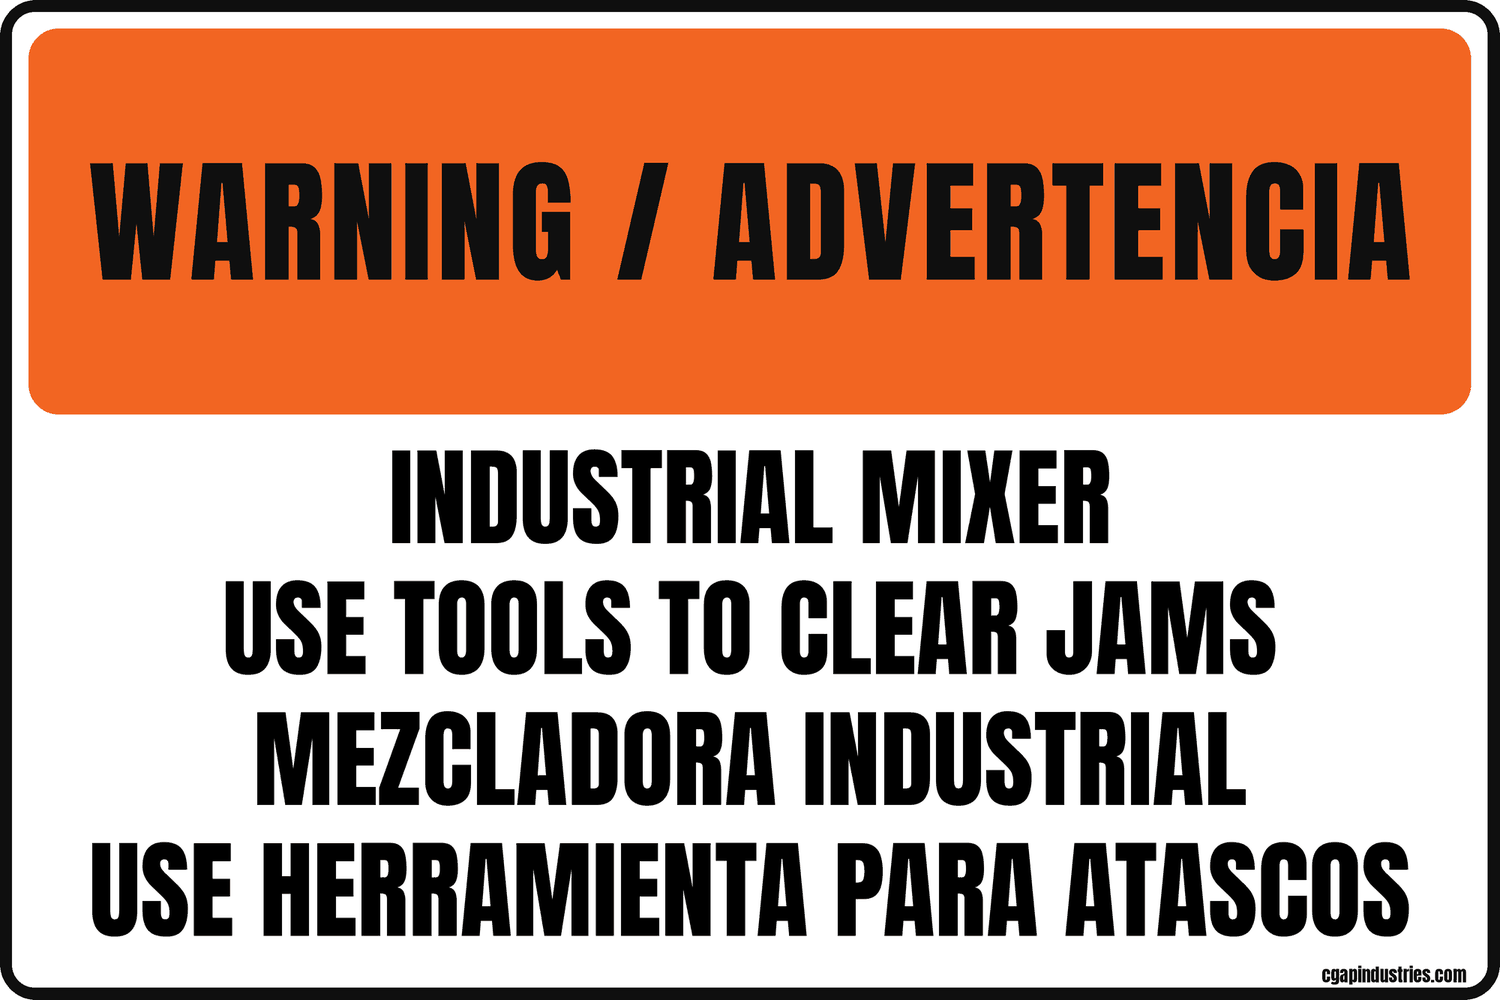 WARNING / ADVERTENCIA
INDUSTRIAL MIXER
USE TOOLS TO CLEAR JAMS
MEZCLADORA INDUSTRIAL
USE HERRAMIENTA PARA ATASCOS
cgapindustries.com